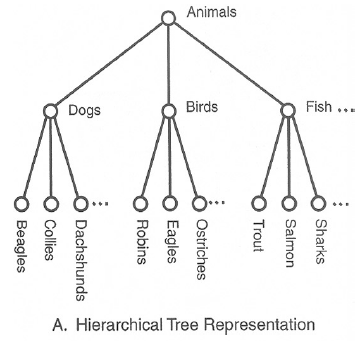 Animals
Dogs
Birds
Fish ...
...
...
...
Beagles
Collies
Dachshunds
Robins
Eagles
Ostriches
Trout
Salmon
Sharks
A. Hierarchical Tree Representation